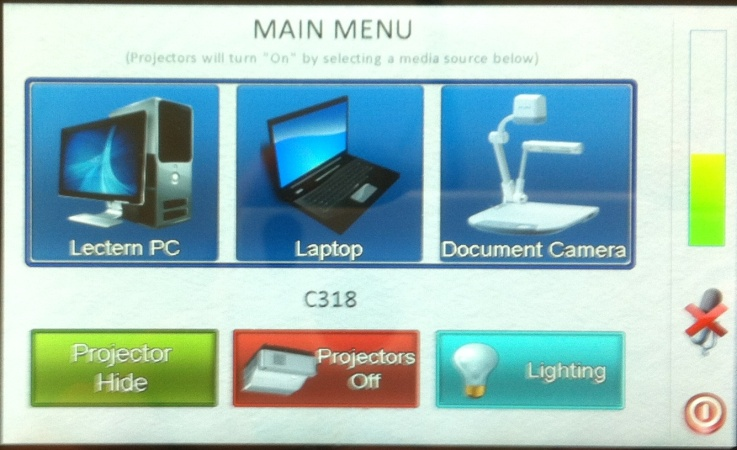 MAIN MENU
(Projectors will turn "On" by selecting a media source below)
Lectern PC
Laptop
Document Camera
C318
Projector
Hide
Projectors
Off
Lighting